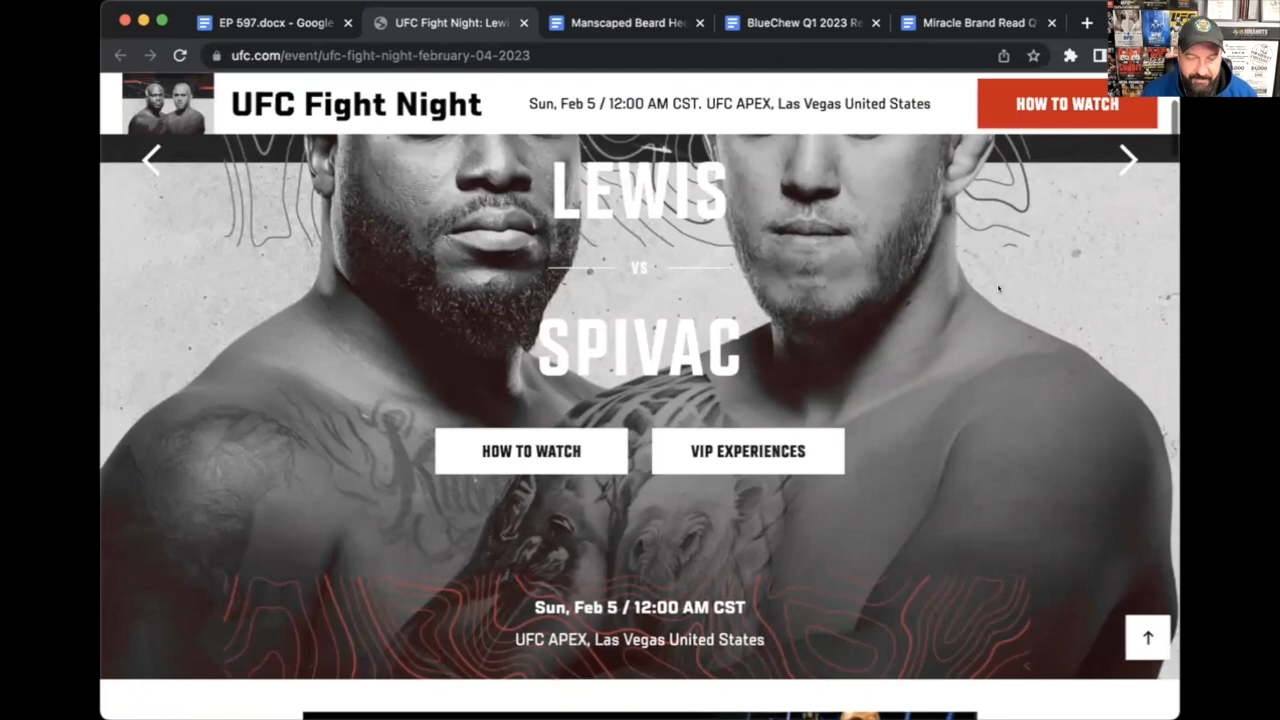 EP 597.docx - Google
UFC Fight Night: Lewi
Manscaped Beard He
BlueChew Q1 2023 Re
Miracle Brand Read Q
ufc.com/event/ufc-fight-night-february-04-2023
UFC Fight Night
Sun, Feb 5 / 12:00 AM CST. UFC APEX, Las Vegas United States
HOW TO WATCH
LEWIS
VS
SPIVAC
HOW TO WATCH
VIP EXPERIENCES
Sun, Feb 5 / 12:00 AM CST
UFC APEX, Las Vegas United States